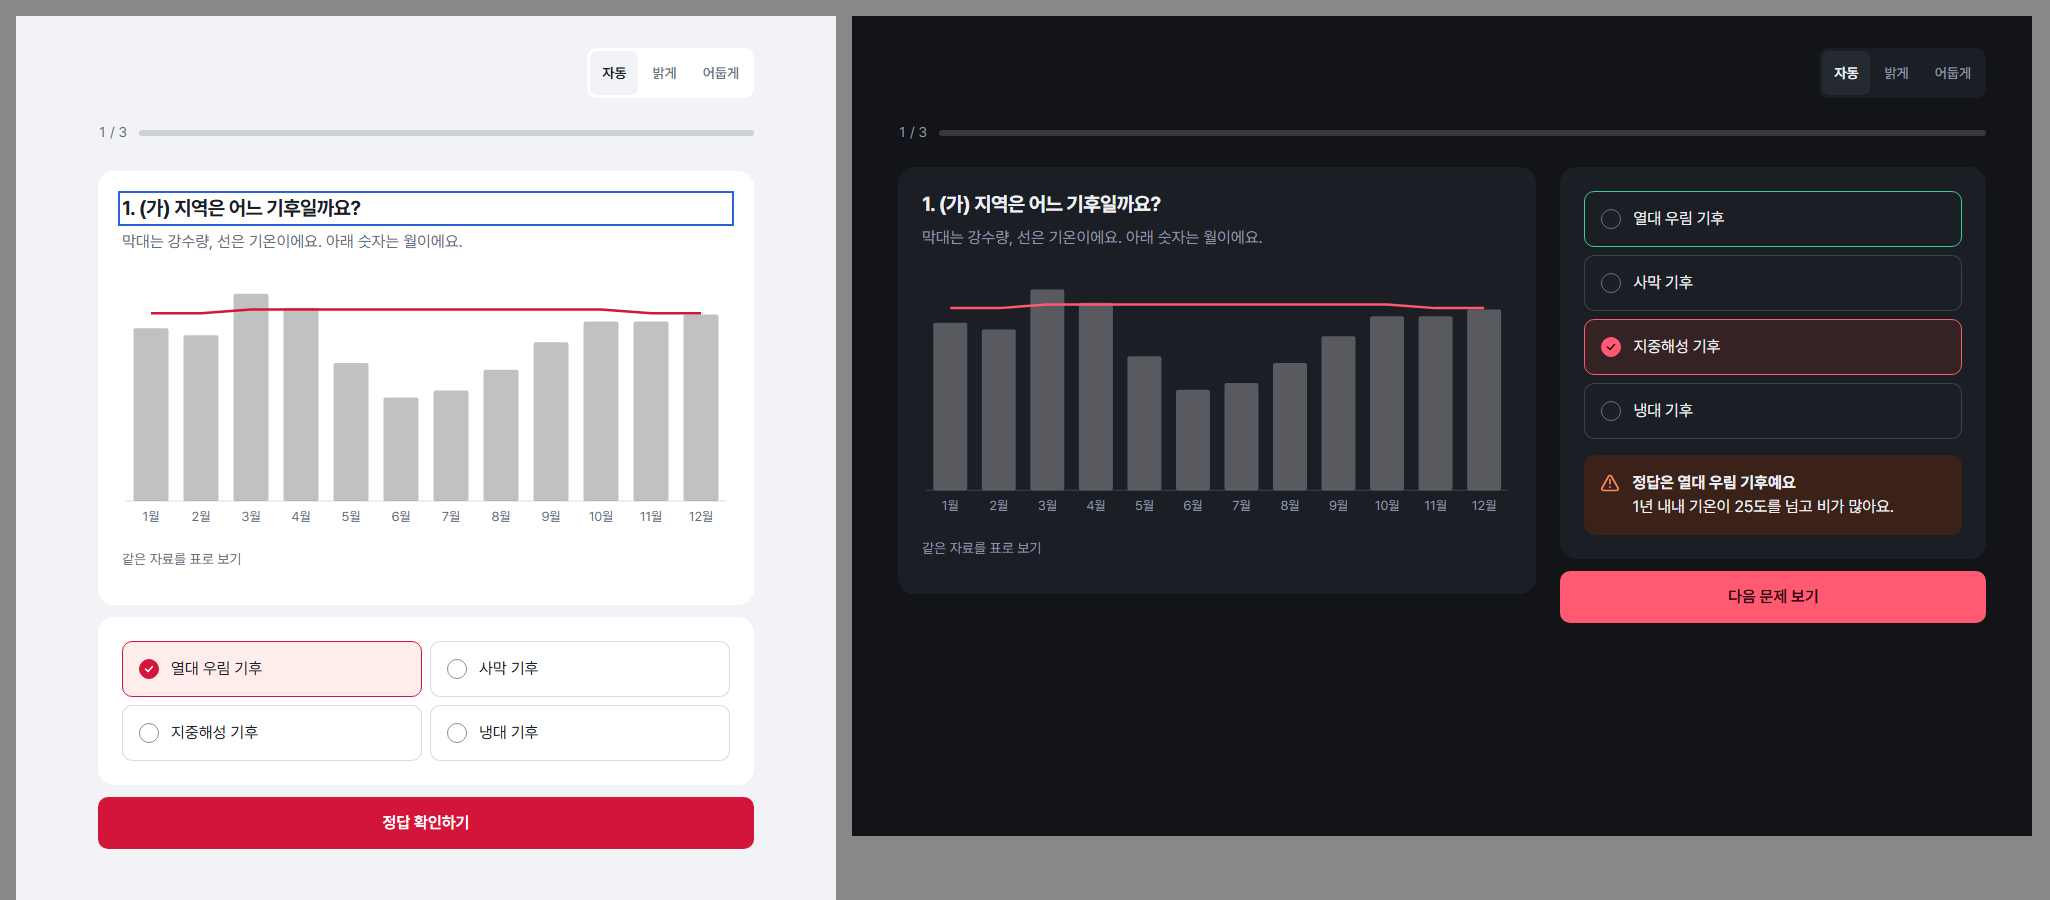 자동 밝게 어둡게
1 / 3
1. (가) 지역은 어느 기후일까요?
막대는 강수량, 선은 기온이에요. 아래 숫자는 월이에요.
1월 2월 3월 4월 5월 6월 7월 8월 9월 10월 11월 12월
같은 자료를 표로 보기
열대 우림 기후
사막 기후
지중해성 기후
냉대 기후
정답 확인하기
자동 밝게 어둡게
1 / 3
1. (가) 지역은 어느 기후일까요?
막대는 강수량, 선은 기온이에요. 아래 숫자는 월이에요.
1월 2월 3월 4월 5월 6월 7월 8월 9월 10월 11월 12월
같은 자료를 표로 보기
열대 우림 기후
사막 기후
지중해성 기후
냉대 기후
정답은 열대 우림 기후예요
1년 내내 기온이 25도를 넘고 비가 많아요.
다음 문제 보기